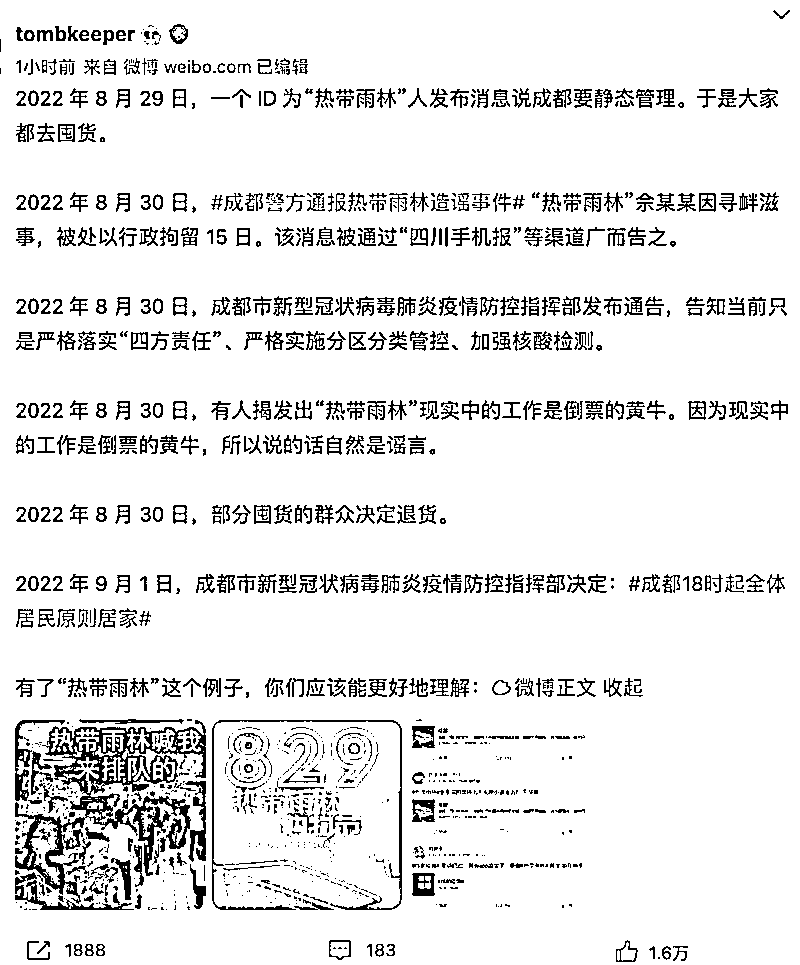 tombkeeper
1小时前 来自 微博 weibo.com 已编辑
2022 年 8 月 29 日，一个 ID 为“热带雨林”人发布消息说成都要静态管理。于是大家
都去囤货。
2022 年 8 月 30 日，#成都警方通报热带雨林造谣事件# “热带雨林”余某某因寻衅滋
事，被处以行政拘留 15 日。该消息被通过“四川手机报”等渠道广而告之。
2022 年 8 月 30 日，成都市新型冠状病毒肺炎疫情防控指挥部发布通告，告知当前只
是严格落实“四方责任”、严格实施分区分类管控、加强核酸检测。
2022 年 8 月 30 日，有人揭发出“热带雨林”现实中的工作是倒票的黄牛。因为现实中
的工作是倒票的黄牛，所以说的话自然是谣言。
2022 年 8 月 30 日，部分囤货的群众决定退货。
2022 年 9 月 1 日，成都市新型冠状病毒肺炎疫情防控指挥部决定：#成都18时起全体
居民原则居家#
有了“热带雨林”这个例子，你们应该能更好地理解：微博正文 收起
热带雨林喊我
来排队的
829
热带雨林
1888
183
1.6万